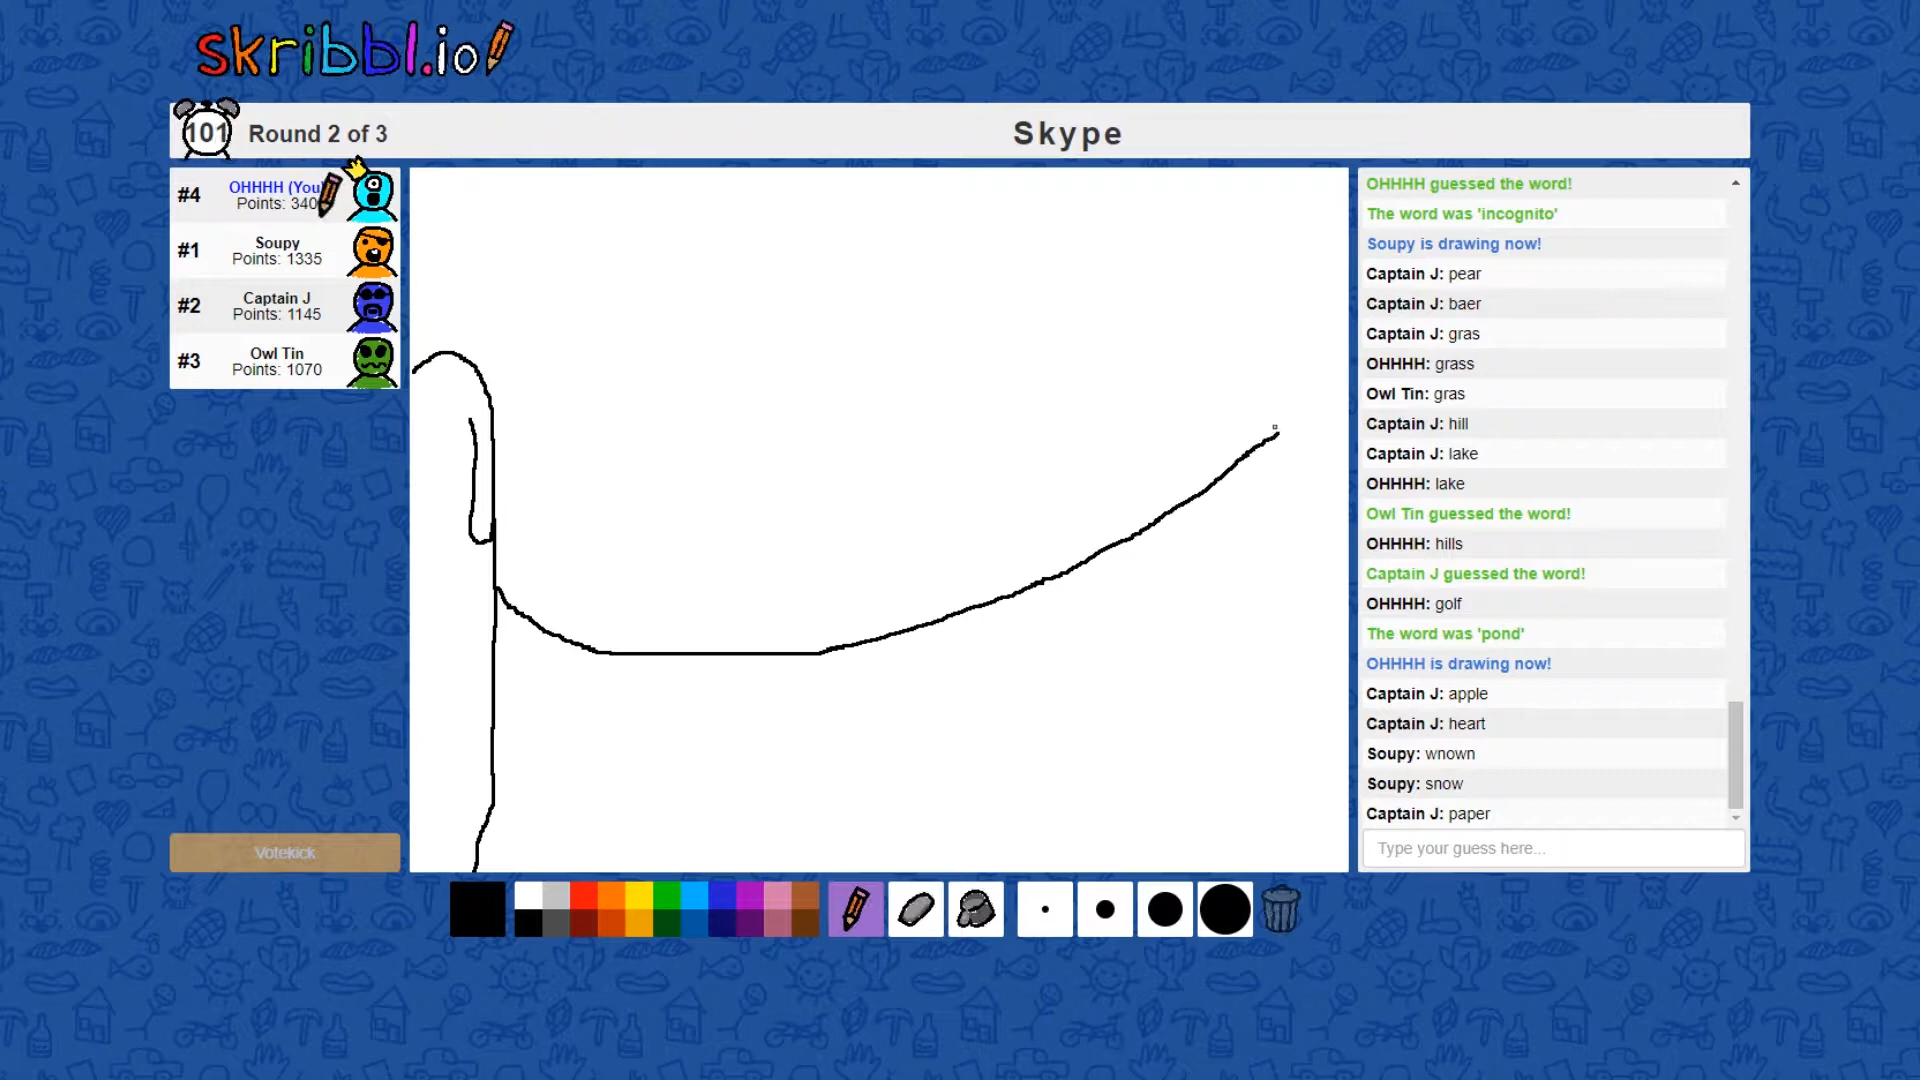 skribbl.io
101
Round 2 of 3
Skype
#4
OHHHH (You
Points: 340
#1
Soupy
Points: 1335
#2
Captain J
Points: 1145
#3
Owl Tin
Points: 1070
Votekick
OHHHH guessed the word!
The word was 'incognito'
Soupy is drawing now!
Captain J: pear
Captain J: baer
Captain J: gras
OHHHH: grass
Owl Tin: gras
Captain J: hill
Captain J: lake
OHHHH: lake
Owl Tin guessed the word!
OHHHH: hills
Captain J guessed the word!
OHHHH: golf
The word was 'pond'
OHHHH is drawing now!
Captain J: apple
Captain J: heart
Soupy: wnown
Soupy: snow
Captain J: paper
Type your guess here...